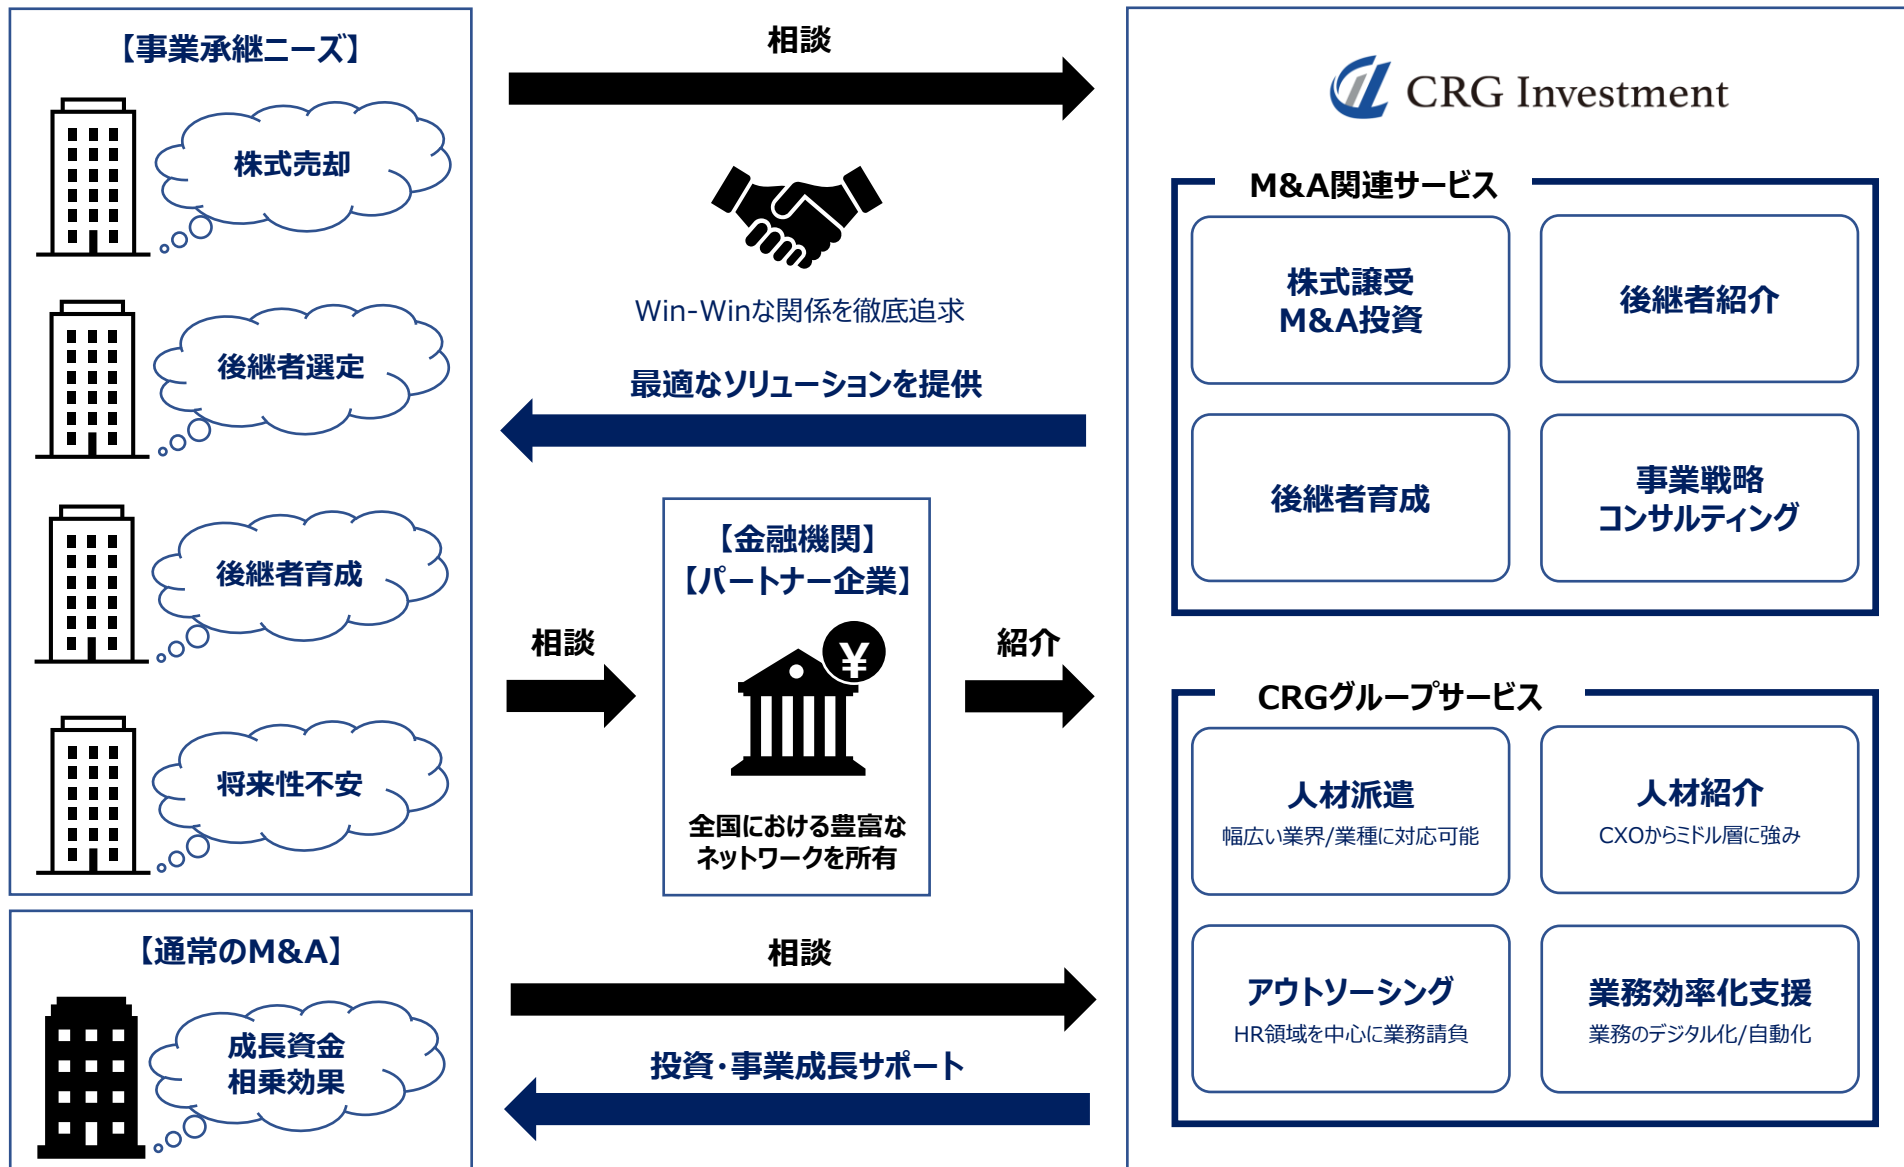 【事業承継ニーズ】
株式売却
後継者選定
後継者育成
将来性不安
【通常のM&A】
成長資金
相乗効果
相談
Win-Winな関係を徹底追求
最適なソリューションを提供
相談
【金融機関】
【パートナー企業】
¥
全国における豊富な
ネットワークを所有
紹介
相談
投資・事業成長サポート
CRG Investment
M&A関連サービス
株式譲受
M&A投資
後継者紹介
後継者育成
事業戦略
コンサルティング
CRGグループサービス
人材派遣
幅広い業界/業種に対応可能
人材紹介
CXOからミドル層に強み
アウトソーシング
HR領域を中心に業務請負
業務効率化支援
業務のデジタル化/自動化